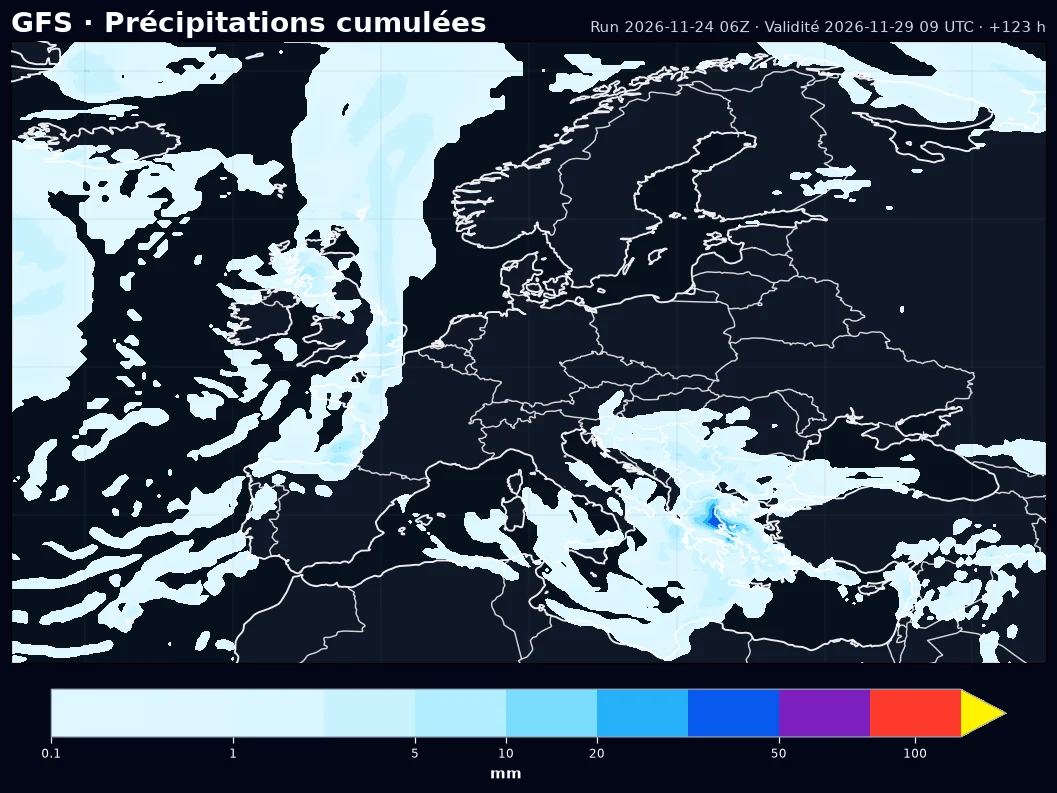 GFS · Précipitations cumulées
Run 2026-11-24 06Z · Validité 2026-11-29 09 UTC · +123 h
0.1 1 5 10 20 50 100
mm